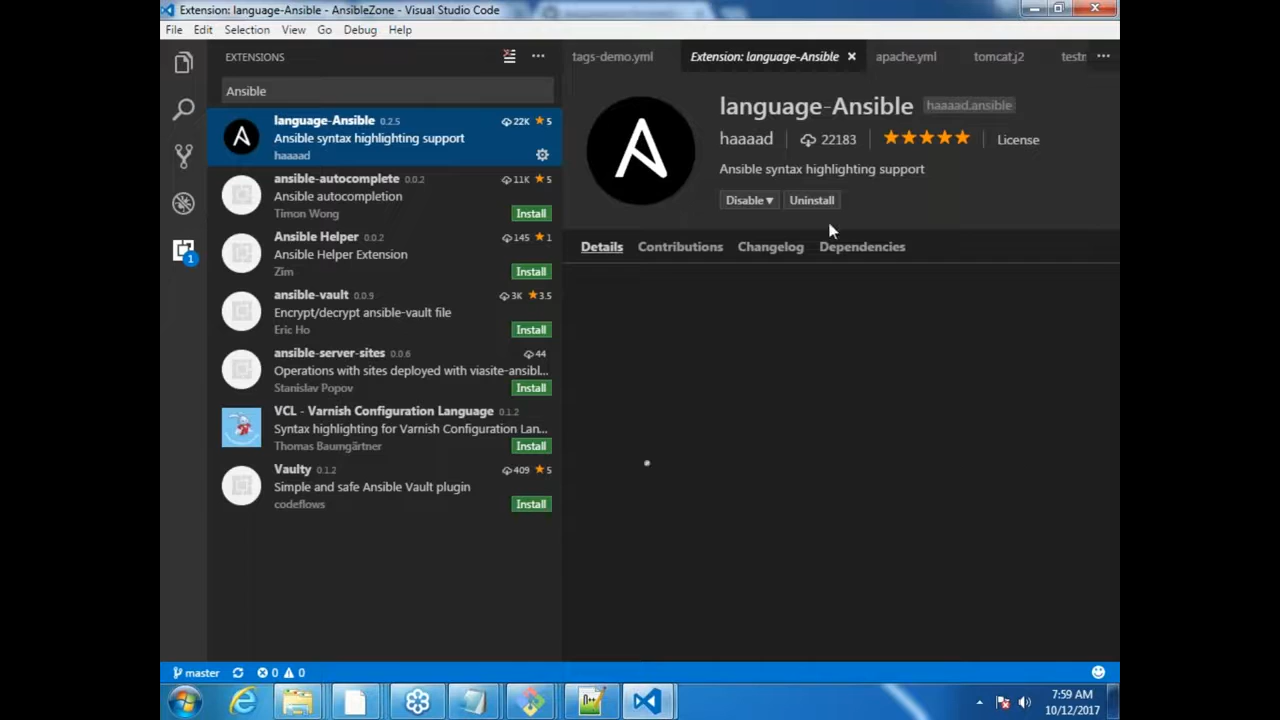 Extension: language-Ansible - AnsibleZone - Visual Studio Code
File Edit Selection View Go Debug Help
EXTENSIONS
Ansible
language-Ansible 0.2.5 22K 5
Ansible syntax highlighting support
haaaad
ansible-autocomplete 0.0.2 11K 5
Ansible autocompletion
Timon Wong Install
Ansible Helper 0.0.2 145 1
Ansible Helper Extension
Zim Install
ansible-vault 0.0.9 3K 3.5
Encrypt/decrypt ansible-vault file
Eric Ho Install
ansible-server-sites 0.0.6 44
Operations with sites deployed with viasite-ansibl...
Stanislav Popov Install
VCL - Varnish Configuration Language 0.1.2
Syntax highlighting for Varnish Configuration Lan...
Thomas Baumgärtner Install
Vaulty 0.1.2 409 5
Simple and safe Ansible Vault plugin
codeflows Install
1
tags-demo.yml Extension: language-Ansible apache.yml tomcat.j2 testn
language-Ansible haaaad.ansible
haaaad 22183 License
Ansible syntax highlighting support
Disable Uninstall
Details Contributions Changelog Dependencies
master 0 0
7:59 AM
10/12/2017